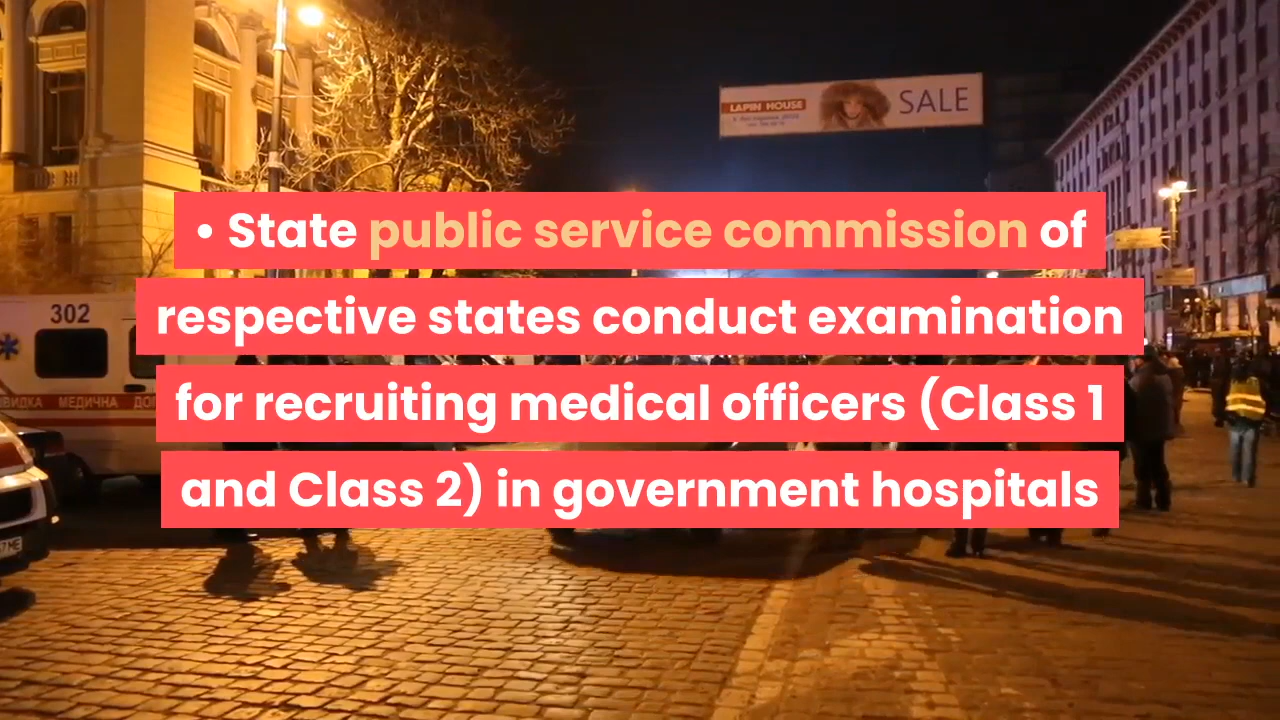 LAPIN HOUSE
SALE
• State public service commission of
respective states conduct examination
for recruiting medical officers (Class 1
and Class 2) in government hospitals
302
МЕДИЧНА